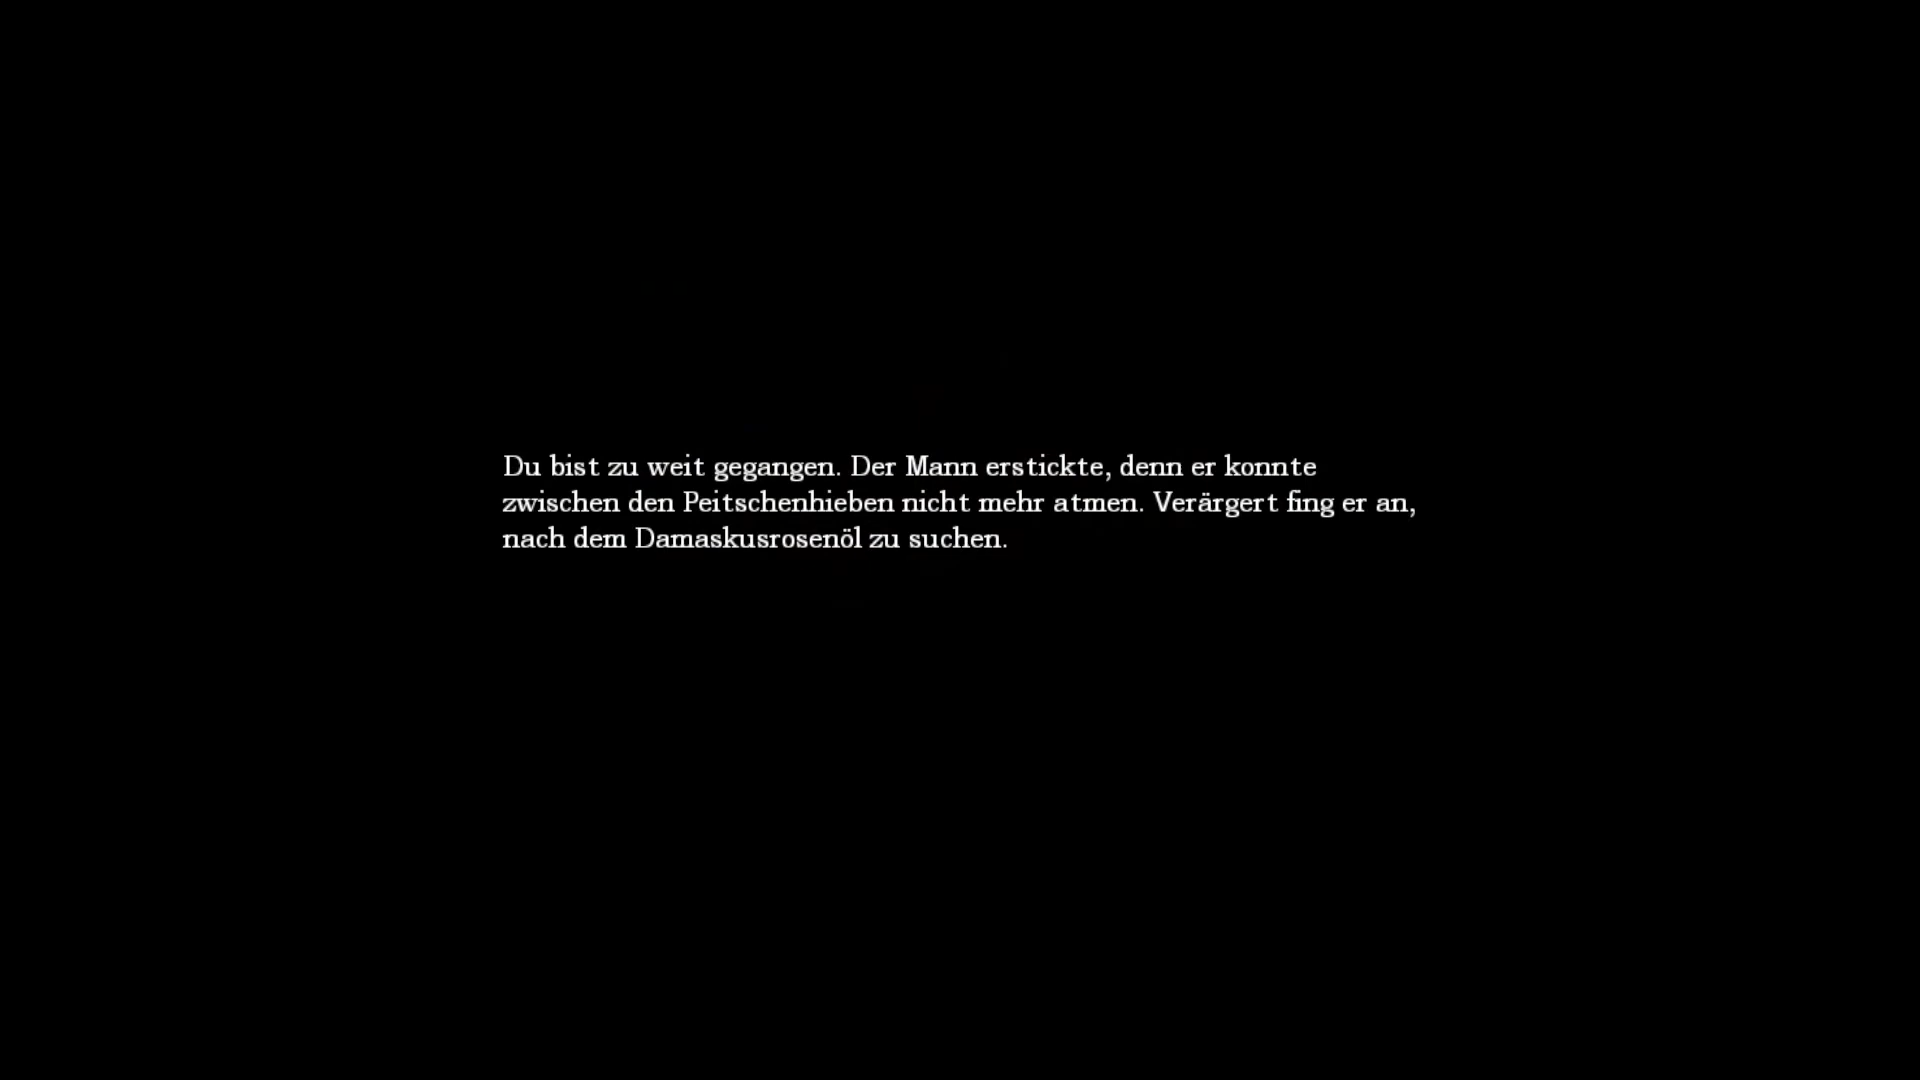 Du bist zu weit gegangen. Der Mann erstickte, denn er konnte
zwischen den Peitschenhieben nicht mehr atmen. Verärgert fing er an,
nach dem Damaskusrosenöl zu suchen.